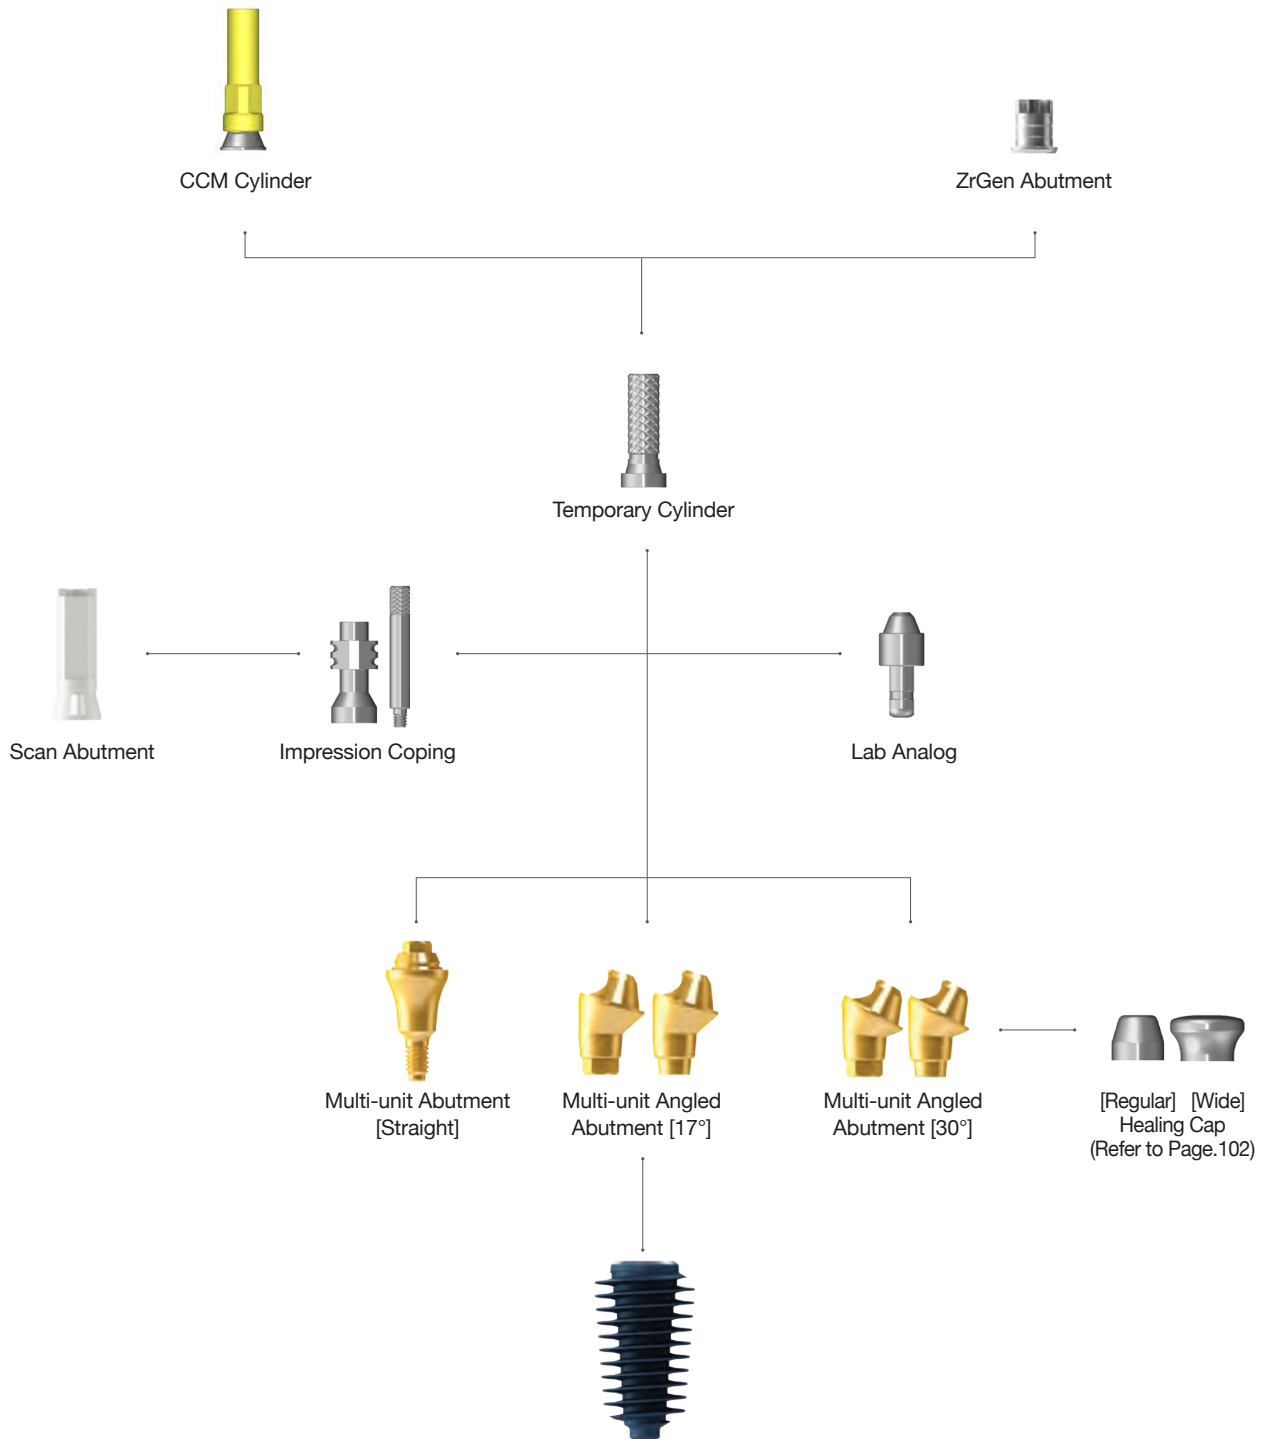 CCM Cylinder
ZrGen Abutment
Temporary Cylinder
Scan Abutment
Impression Coping
Lab Analog
Multi-unit Abutment
[Straight]
Multi-unit Angled
Abutment [17°]
Multi-unit Angled
Abutment [30°]
[Regular] [Wide]
Healing Cap
(Refer to Page.102)